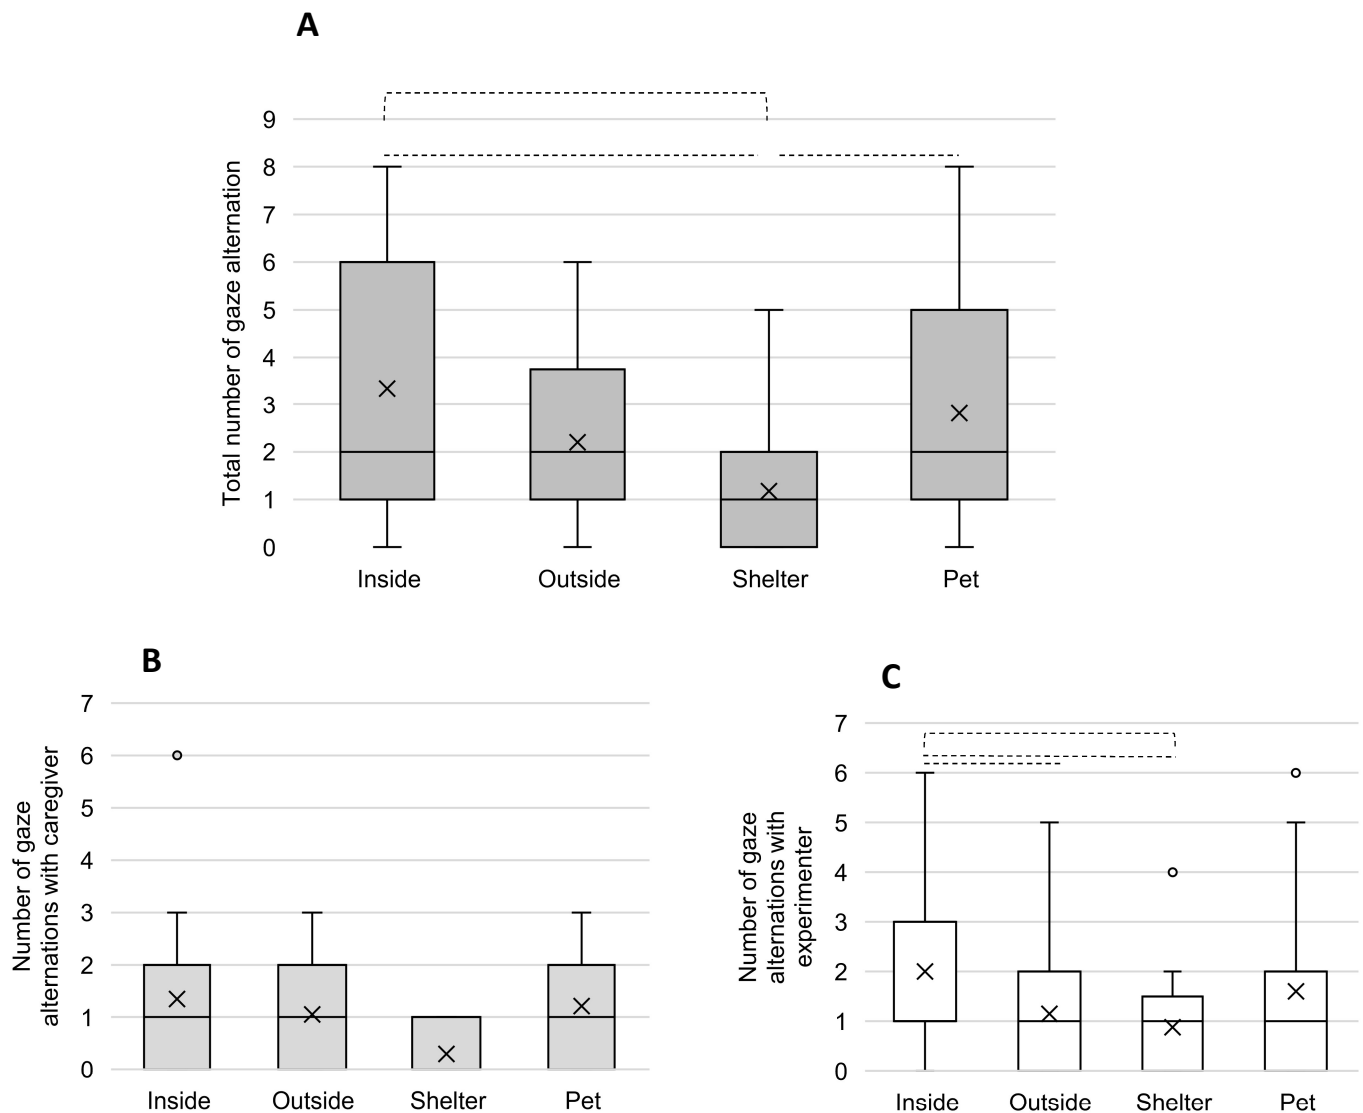 A
9
8
7
6
5
4
3
2
1
0
Total number of gaze alternation
Inside Outside Shelter Pet
B
7
6
5
4
3
2
1
0
Number of gaze
alternations with caregiver
Inside Outside Shelter Pet
C
7
6
5
4
3
2
1
0
Number of gaze
alternations with
experimenter
Inside Outside Shelter Pet